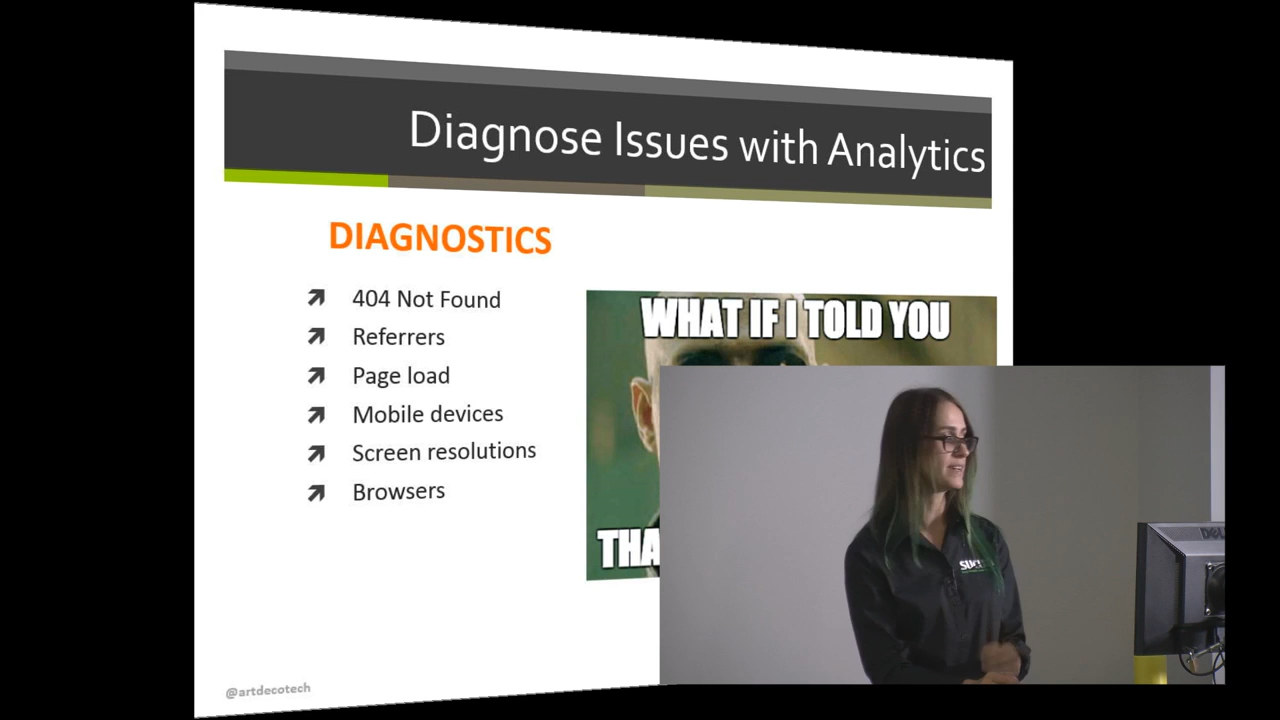 Diagnose Issues with Analytics
DIAGNOSTICS
404 Not Found
Referrers
Page load
Mobile devices
Screen resolutions
Browsers
WHAT IF I TOLD YOU
THA
@artdecotech